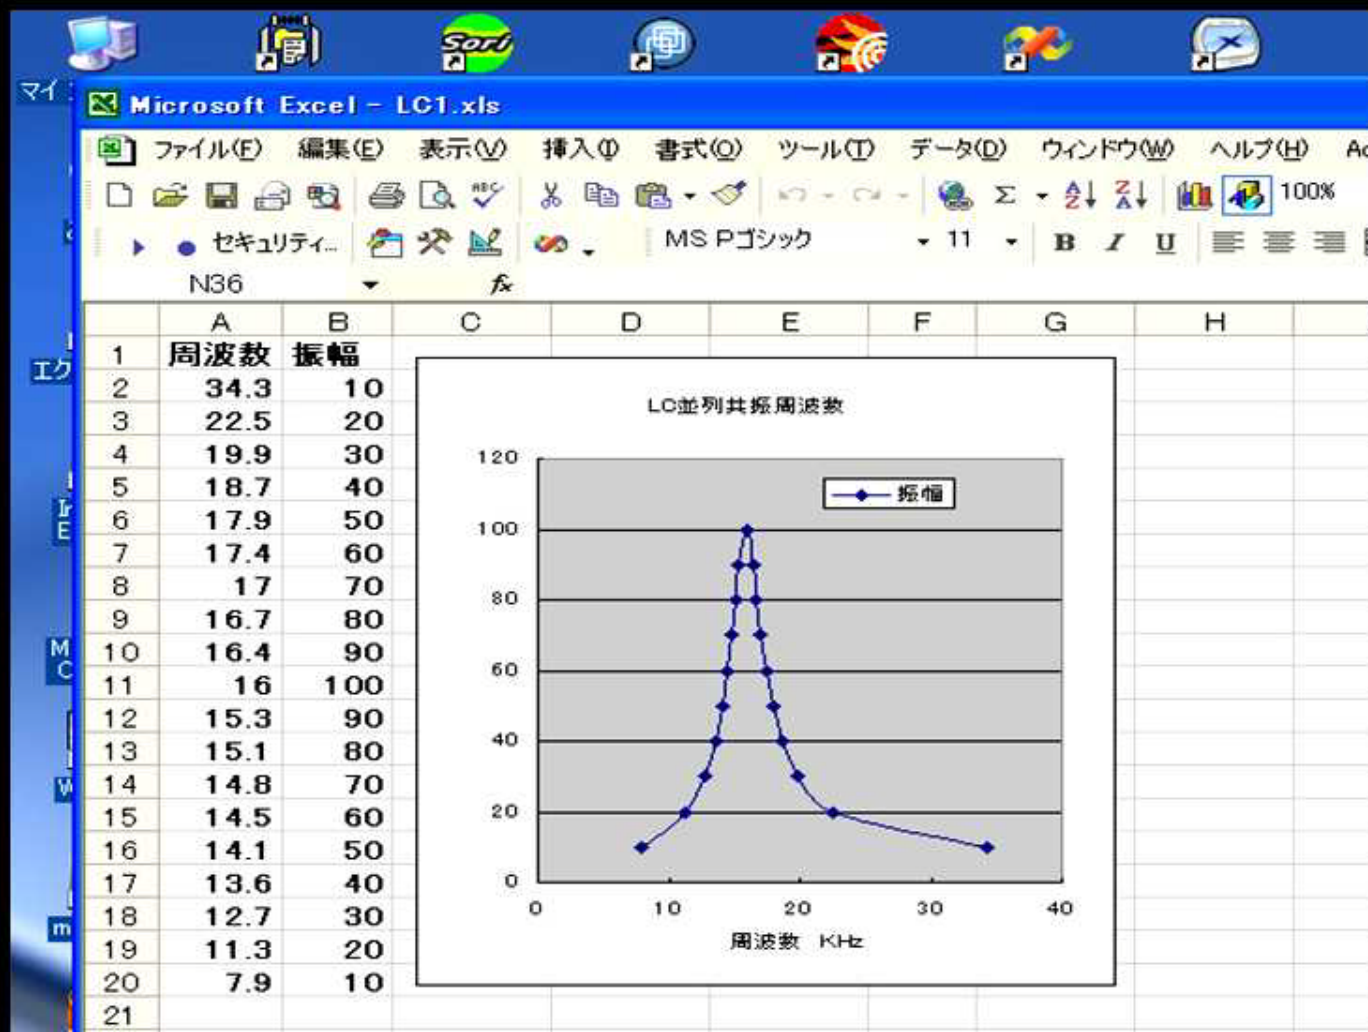 Sorf
マイ
Microsoft Excel - LC1.xls
ファイル(F) 編集(E) 表示(V) 挿入(I) 書式(O) ツール(T) データ(D) ウィンドウ(W) ヘルプ(H)
ABC Σ A Z Z A 100%
セキュリティ... MS Pゴシック 11 B I U
N36 fx
A B C D E F G H
エク
1 周波数 振幅
2 34.3 10
3 22.5 20
4 19.9 30
5 18.7 40
6 17.9 50
7 17.4 60
8 17 70
9 16.7 80
10 16.4 90
11 16 100
12 15.3 90
13 15.1 80
14 14.8 70
15 14.5 60
16 14.1 50
17 13.6 40
18 12.7 30
19 11.3 20
20 7.9 10
21
LC並列共振周波数
振幅
120
100
80
60
40
20
0
0 10 20 30 40
周波数 KHz